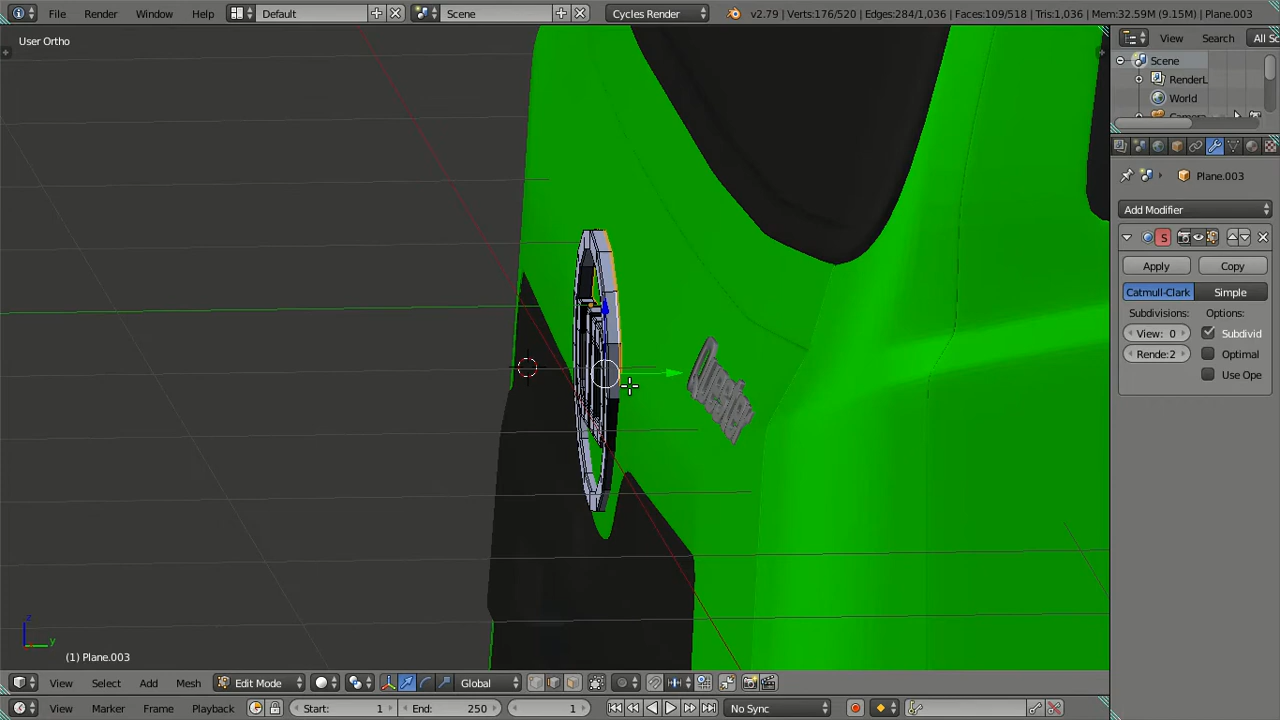 File Render Window Help Default Scene Cycles Render v2.79 | Verts:176/520 | Edges:284/1,036 | Faces:109/518 | Tris:1,036 | Mem:32.59M (9.15M) | Plane.003
User Ortho
View Search All Sc
Scene
RenderL
World
Camera
Plane.003
Add Modifier
S
Apply Copy
Catmull-Clark Simple
Subdivisions: Options:
View: 0 Subdivid
Rende:2 Optimal
Use Ope
z
y
(1) Plane.003
View Select Add Mesh Edit Mode Global
View Marker Frame Playback Start: 1 End: 250 1 No Sync